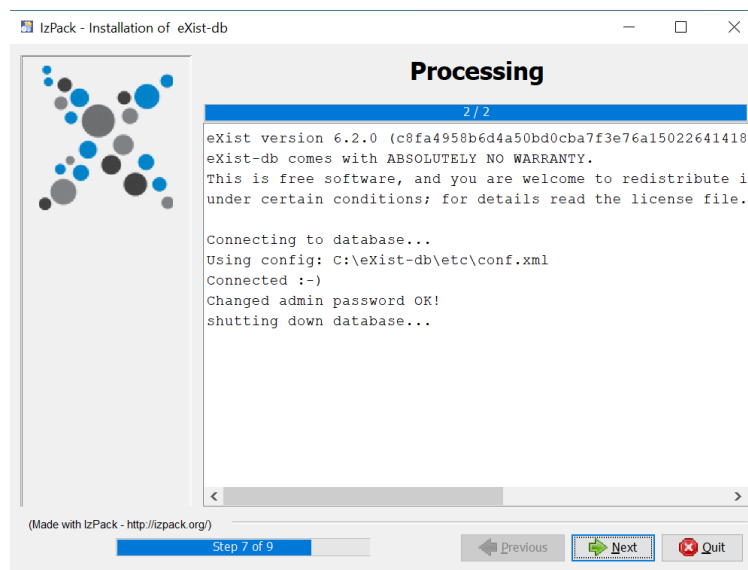 IzPack - Installation of  eXist-db
Processing
2 / 2
eXist version 6.2.0 (c8fa4958b6d4a50bd0cba7f3e76a15022641418
eXist-db comes with ABSOLUTELY NO WARRANTY.
This is free software, and you are welcome to redistribute i
under certain conditions; for details read the license file.
Connecting to database...
Using config: C:\eXist-db\etc\conf.xml
Connected :-)
Changed admin password OK!
shutting down database...
(Made with IzPack - http://izpack.org/)
Step 7 of 9
Previous
Next
Quit